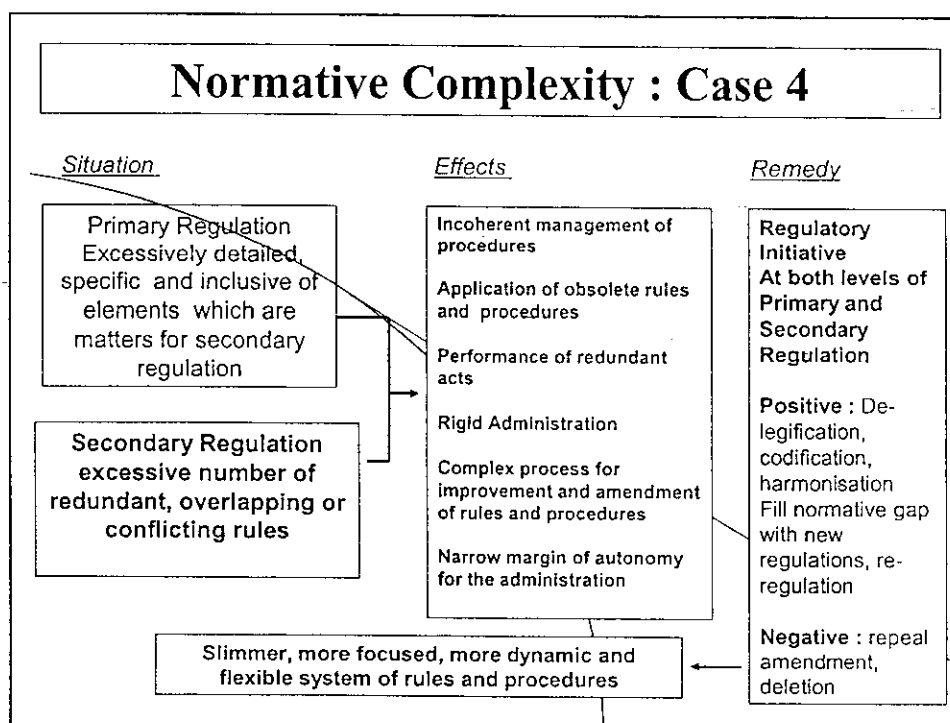 Normative Complexity : Case 4
Situation
Effects
Remedy
Primary Regulation
Excessively detailed,
specific and inclusive of
elements which are
matters for secondary
regulation
Secondary Regulation
excessive number of
redundant, overlapping or
conflicting rules
Incoherent management of
procedures
Application of obsolete rules
and procedures
Performance of redundant
acts
Rigid Administration
Complex process for
improvement and amendment
of rules and procedures
Narrow margin of autonomy
for the administration
Regulatory
Initiative
At both levels of
Primary and
Secondary
Regulation
Positive : De-
legification,
codification,
harmonisation
Fill normative gap
with new
regulations, re-
regulation
Negative : repeal
amendment,
deletion
Slimmer, more focused, more dynamic and
flexible system of rules and procedures